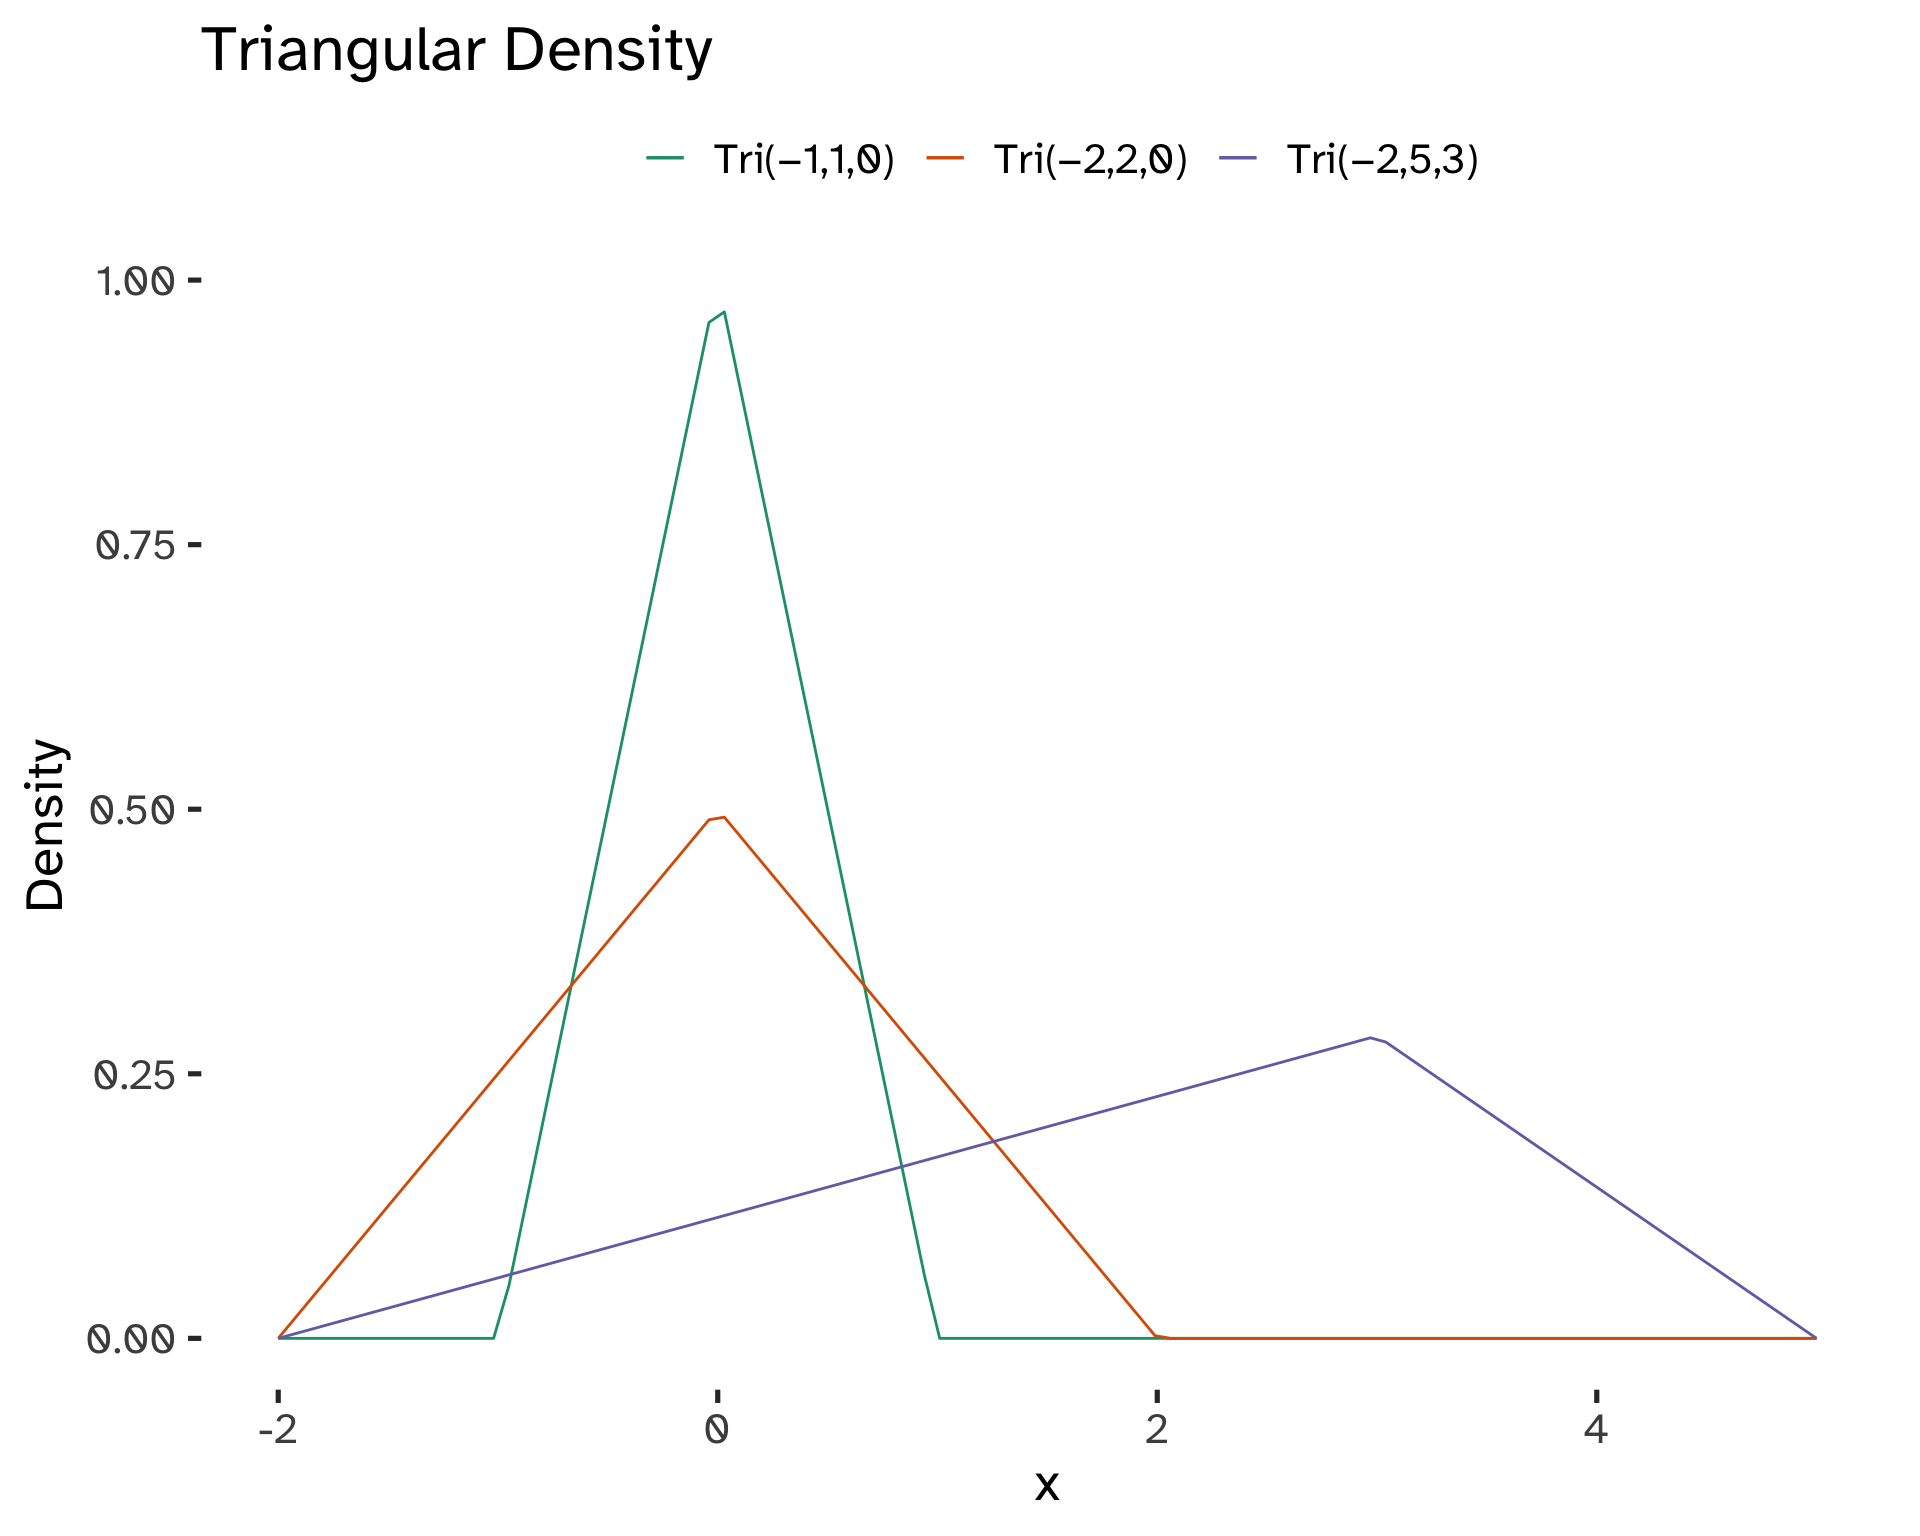 Triangular Density
Tri(−1,1,0) Tri(−2,2,0) Tri(−2,5,3)
1.00
0.75
0.50
0.25
0.00
Density
-2 0 2 4
x